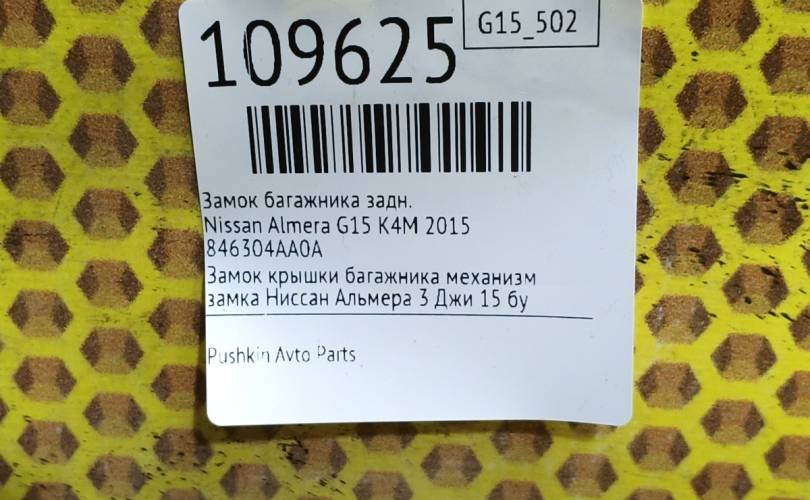 109625
G15_502
Замок багажника задн.
Nissan Almera G15 K4M 2015
846304AA0A
Замок крышки багажника механизм
замка Ниссан Альмера 3 Джи 15 бу
Pushkin Avto Parts